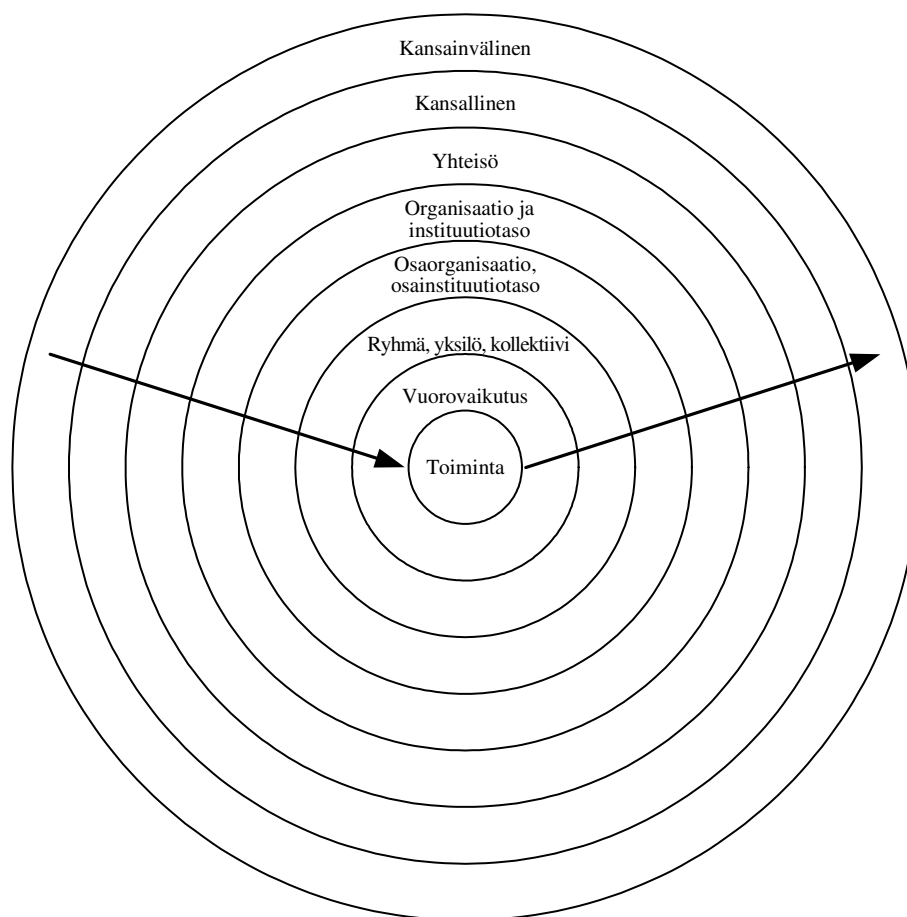 Kansainvälinen
Kansallinen
Yhteisö
Organisaatio ja
instituutiotaso
Osaorganisaatio,
osainstituutiotaso
Ryhmä, yksilö, kollektiivi
Vuorovaikutus
Toiminta